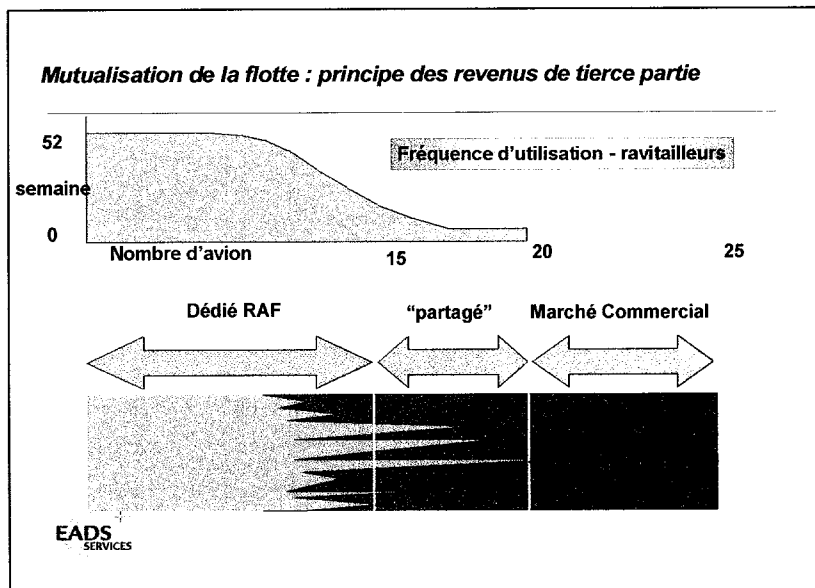 Mutualisation de la flotte : principe des revenus de tierce partie
52
Fréquence d'utilisation - ravitailleurs
semaine
0
Nombre d'avion
15
20
25
Dédié RAF
“partagé”
Marché Commercial
EADS
SERVICES